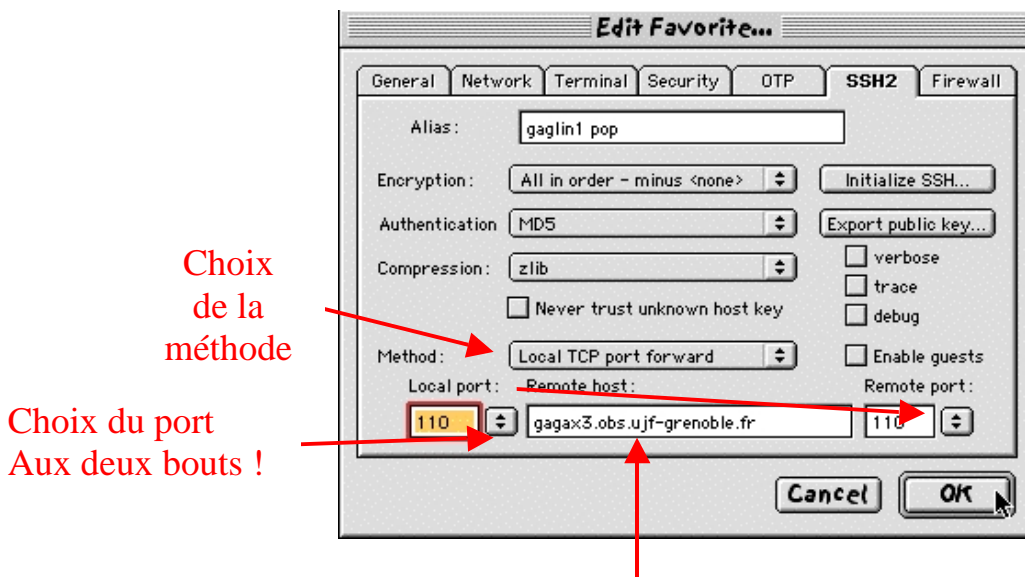 Edit Favorite...
General Network Terminal Security OTP SSH2 Firewall
Alias: gaglin1 pop
Encryption: All in order - minus <none> Initialize SSH...
Authentication MD5 Export public key...
verbose
Compression: zlib
trace
Never trust unknown host key
debug
Choix
de la
méthode
Method: Local TCP port forward Enable guests
Local port: Remote host: Remote port:
110 gagax3.obs.ujf-grenoble.fr 110
Choix du port
Aux deux bouts !
Cancel OK